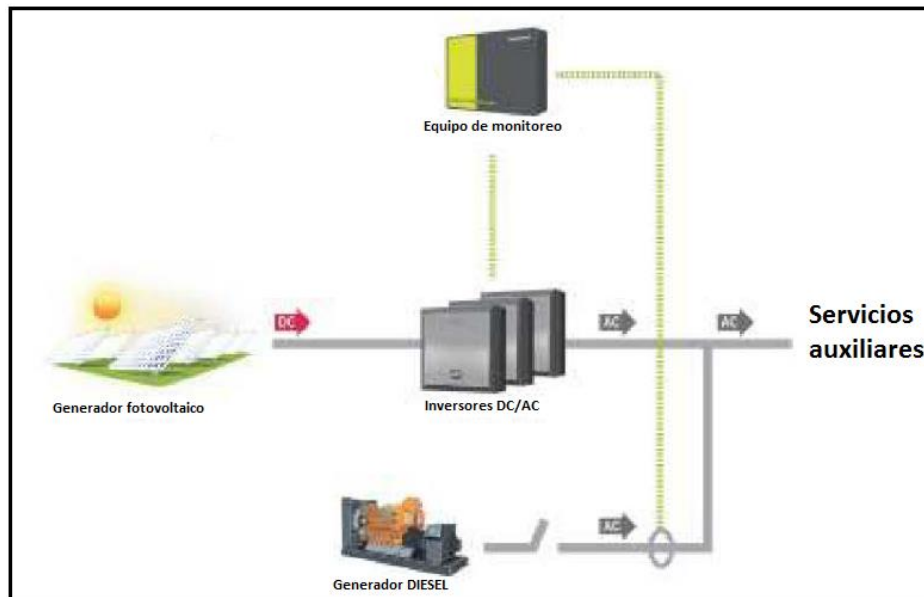 Equipo de monitoreo
DC
AC
AC
Servicios
auxiliares
Generador fotovoltaico
Inversores DC/AC
AC
Generador DIESEL